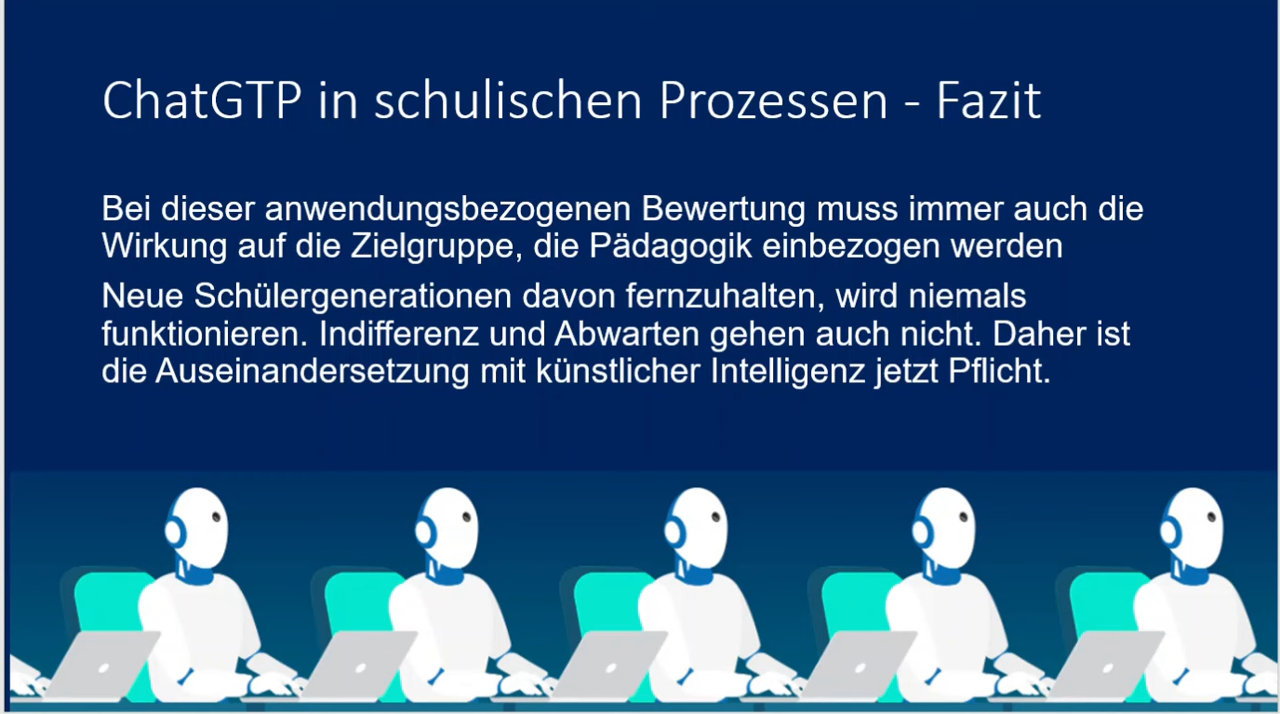 ChatGTP in schulischen Prozessen - Fazit
Bei dieser anwendungsbezogenen Bewertung muss immer auch die
Wirkung auf die Zielgruppe, die Pädagogik einbezogen werden
Neue Schülergenerationen davon fernzuhalten, wird niemals
funktionieren. Indifferenz und Abwarten gehen auch nicht. Daher ist
die Auseinandersetzung mit künstlicher Intelligenz jetzt Pflicht.